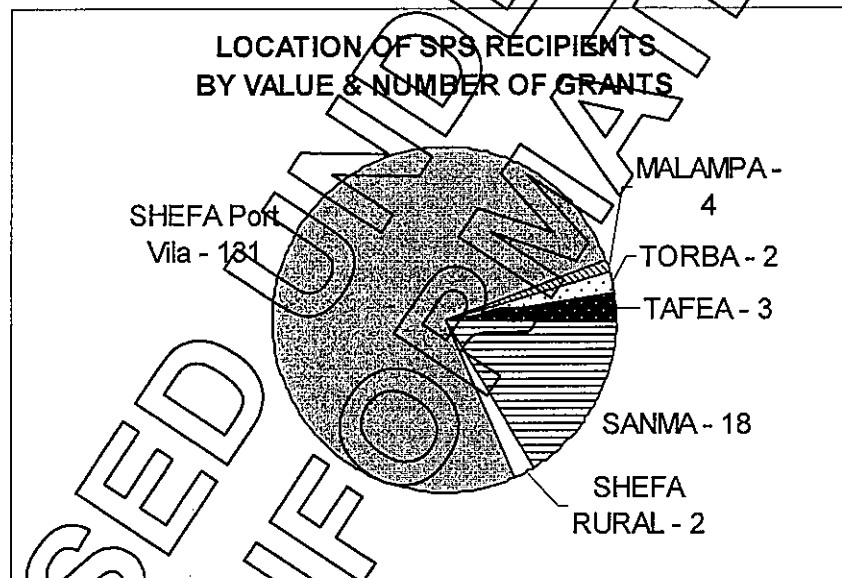 LOCATION OF SPS RECIPIENTS
BY VALUE & NUMBER OF GRANTS
MALAMPA -
4
SHEFA Port
Vila - 181
TORBA - 2
TAFEA - 3
SANMA - 18
SHEFA
RURAL - 2